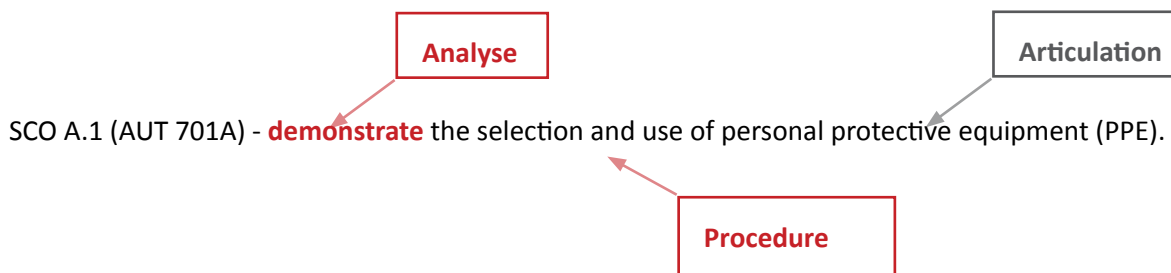 Analyse
Articulation
SCO A.1 (AUT 701A) - demonstrate the selection and use of personal protective equipment (PPE).
Procedure